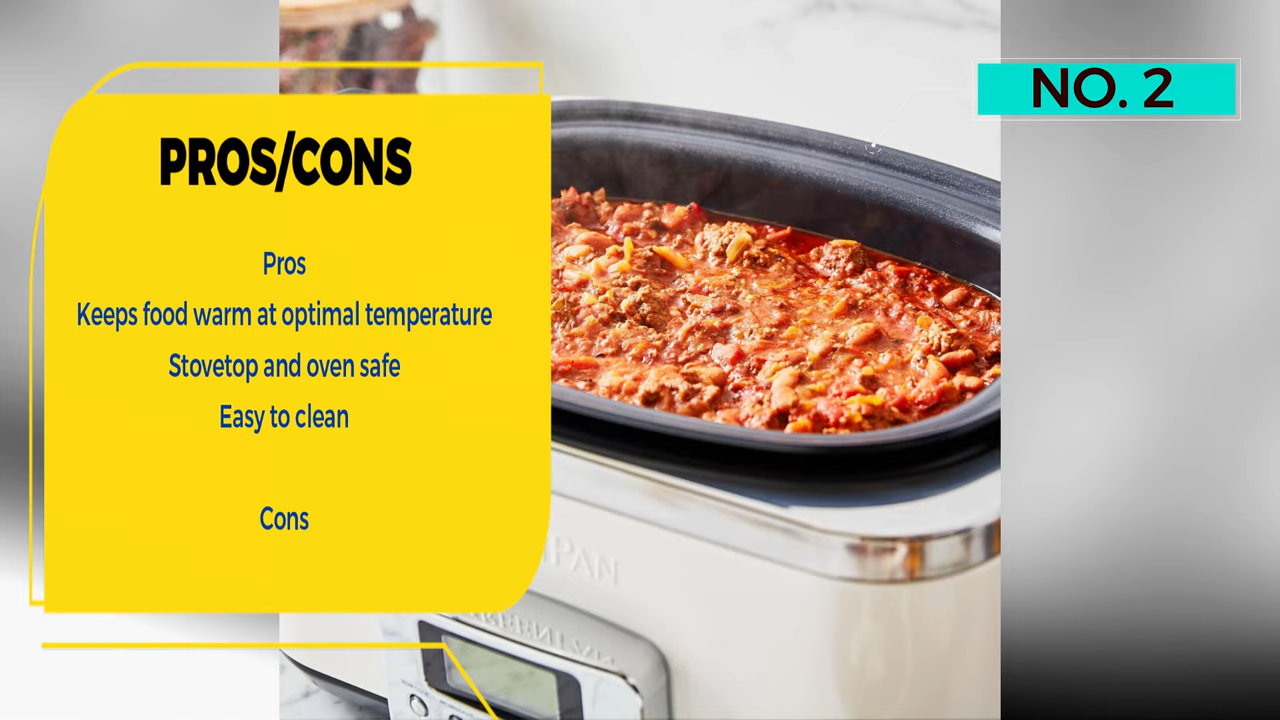 PROS/CONS
Pros
Keeps food warm at optimal temperature
Stovetop and oven safe
Easy to clean
Cons
NO. 2
PAN